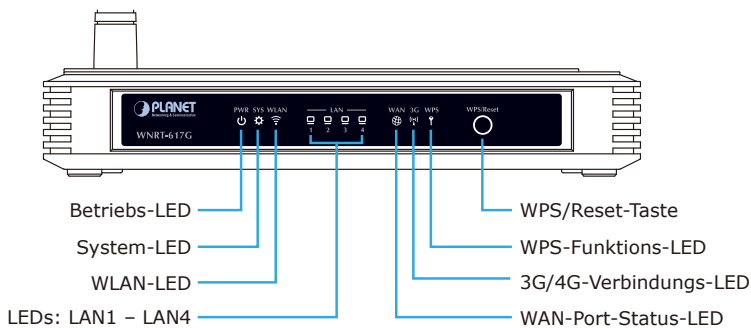 PLANET
Networking & Communication
WNRT-617G
PWR SYS WLAN
LAN
1 2 3 4
WAN 3G WPS
WPS/Reset
Betriebs-LED
System-LED
WLAN-LED
LEDs: LAN1 – LAN4
WPS/Reset-Taste
WPS-Funktions-LED
3G/4G-Verbindungs-LED
WAN-Port-Status-LED